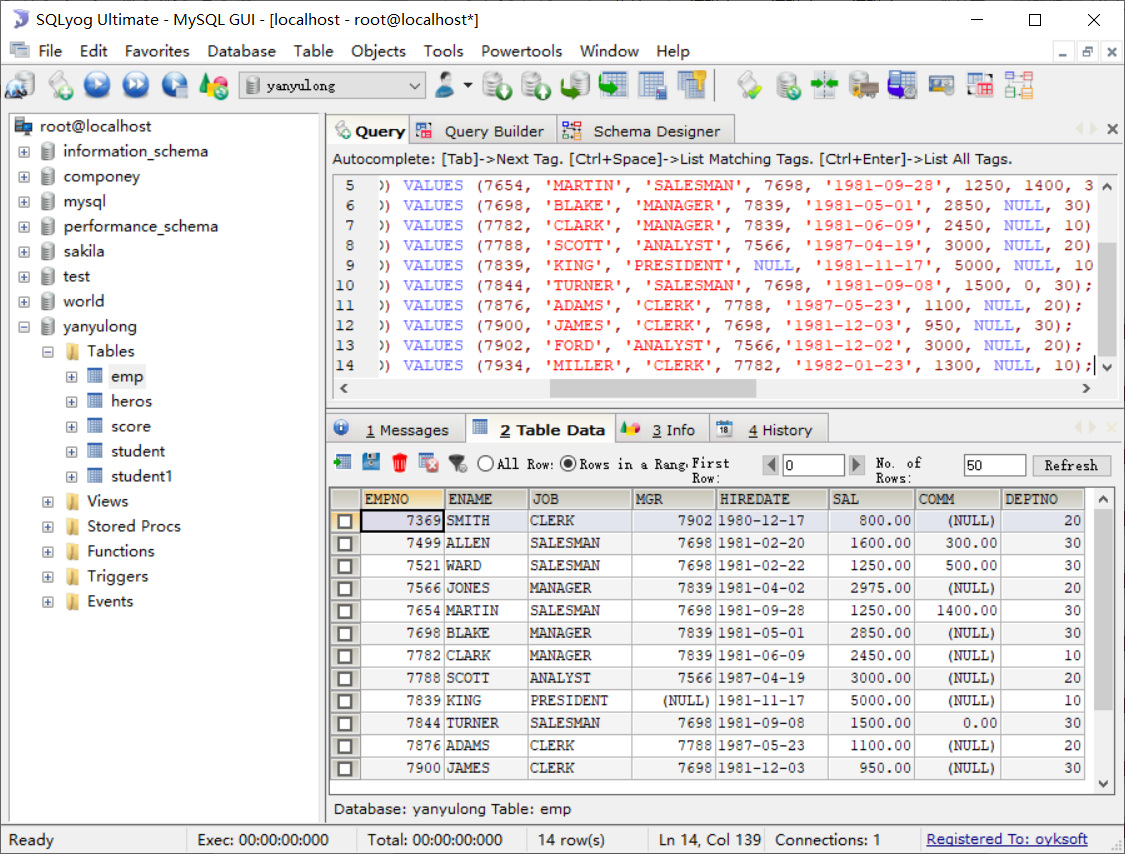 SQLyog Ultimate - MySQL GUI - [localhost - root@localhost*]
File Edit Favorites Database Table Objects Tools Powertools Window Help
yanyulong
root@localhost
information_schema
componey
mysql
performance_schema
sakila
test
world
yanyulong
Tables
emp
heros
score
student
student1
Views
Stored Procs
Functions
Triggers
Events
Query Query Builder Schema Designer
Autocomplete: [Tab]->Next Tag. [Ctrl+Space]->List Matching Tags. [Ctrl+Enter]->List All Tags.
5 )) VALUES (7654, 'MARTIN', 'SALESMAN', 7698, '1981-09-28', 1250, 1400, 3
6 )) VALUES (7698, 'BLAKE', 'MANAGER', 7839, '1981-05-01', 2850, NULL, 30)
7 )) VALUES (7782, 'CLARK', 'MANAGER', 7839, '1981-06-09', 2450, NULL, 10)
8 )) VALUES (7788, 'SCOTT', 'ANALYST', 7566, '1987-04-19', 3000, NULL, 20)
9 )) VALUES (7839, 'KING', 'PRESIDENT', NULL, '1981-11-17', 5000, NULL, 10
10 )) VALUES (7844, 'TURNER', 'SALESMAN', 7698, '1981-09-08', 1500, 0, 30);
11 )) VALUES (7876, 'ADAMS', 'CLERK', 7788, '1987-05-23', 1100, NULL, 20);
12 )) VALUES (7900, 'JAMES', 'CLERK', 7698, '1981-12-03', 950, NULL, 30);
13 )) VALUES (7902, 'FORD', 'ANALYST', 7566,'1981-12-02', 3000, NULL, 20);
14 )) VALUES (7934, 'MILLER', 'CLERK', 7782, '1982-01-23', 1300, NULL, 10);
1 Messages 2 Table Data 3 Info 4 History
All Row: Rows in a Rang. First Row: 0 No. of Rows: 50 Refresh
EMPNO ENAME JOB MGR HIREDATE SAL COMM DEPTNO
7369 SMITH CLERK 7902 1980-12-17 800.00 (NULL) 20
7499 ALLEN SALESMAN 7698 1981-02-20 1600.00 300.00 30
7521 WARD SALESMAN 7698 1981-02-22 1250.00 500.00 30
7566 JONES MANAGER 7839 1981-04-02 2975.00 (NULL) 20
7654 MARTIN SALESMAN 7698 1981-09-28 1250.00 1400.00 30
7698 BLAKE MANAGER 7839 1981-05-01 2850.00 (NULL) 30
7782 CLARK MANAGER 7839 1981-06-09 2450.00 (NULL) 10
7788 SCOTT ANALYST 7566 1987-04-19 3000.00 (NULL) 20
7839 KING PRESIDENT (NULL) 1981-11-17 5000.00 (NULL) 10
7844 TURNER SALESMAN 7698 1981-09-08 1500.00 0.00 30
7876 ADAMS CLERK 7788 1987-05-23 1100.00 (NULL) 20
7900 JAMES CLERK 7698 1981-12-03 950.00 (NULL) 30
Database: yanyulong Table: emp
Ready Exec: 00:00:00:000 Total: 00:00:00:000 14 row(s) Ln 14, Col 139 Connections: 1 Registered To: oyksoft